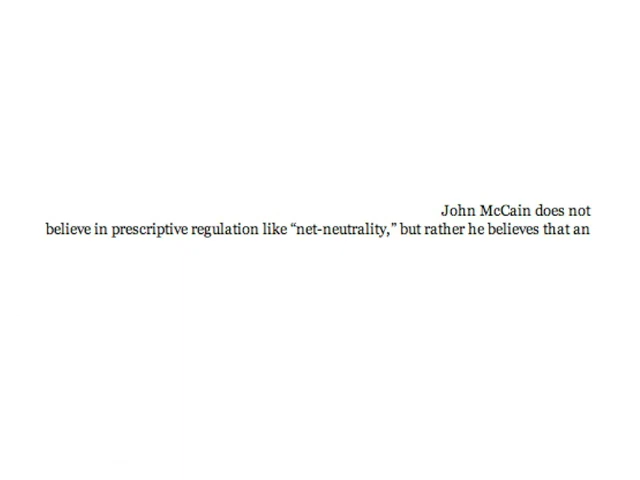 John McCain does not
believe in prescriptive regulation like “net-neutrality,” but rather he believes that an